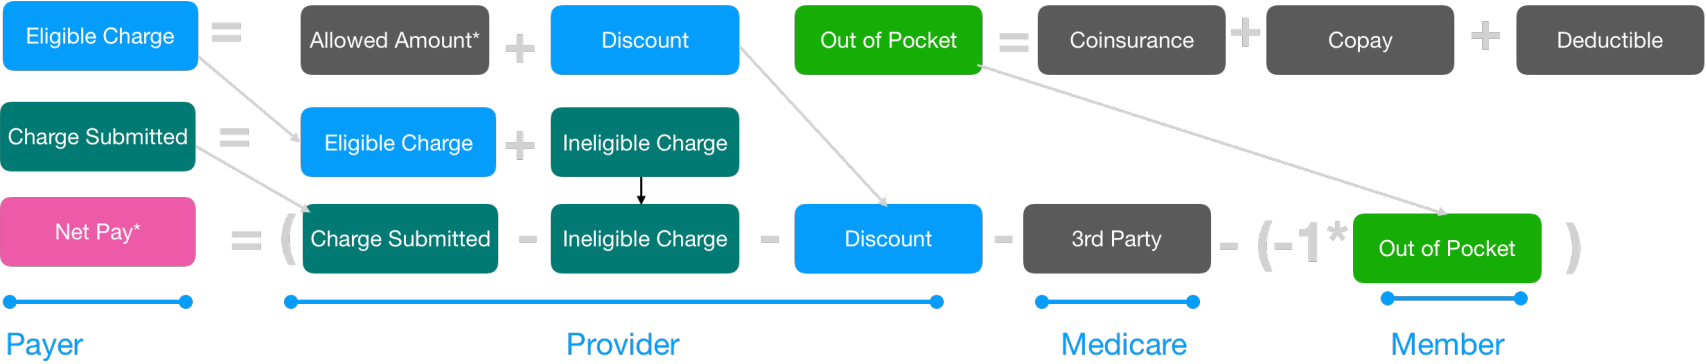 Eligible Charge = Allowed Amount* + Discount
Out of Pocket = Coinsurance + Copay + Deductible
Charge Submitted = Eligible Charge + Ineligible Charge
Net Pay* = ( Charge Submitted - Ineligible Charge - Discount - 3rd Party - (-1* Out of Pocket )
Payer Provider Medicare Member